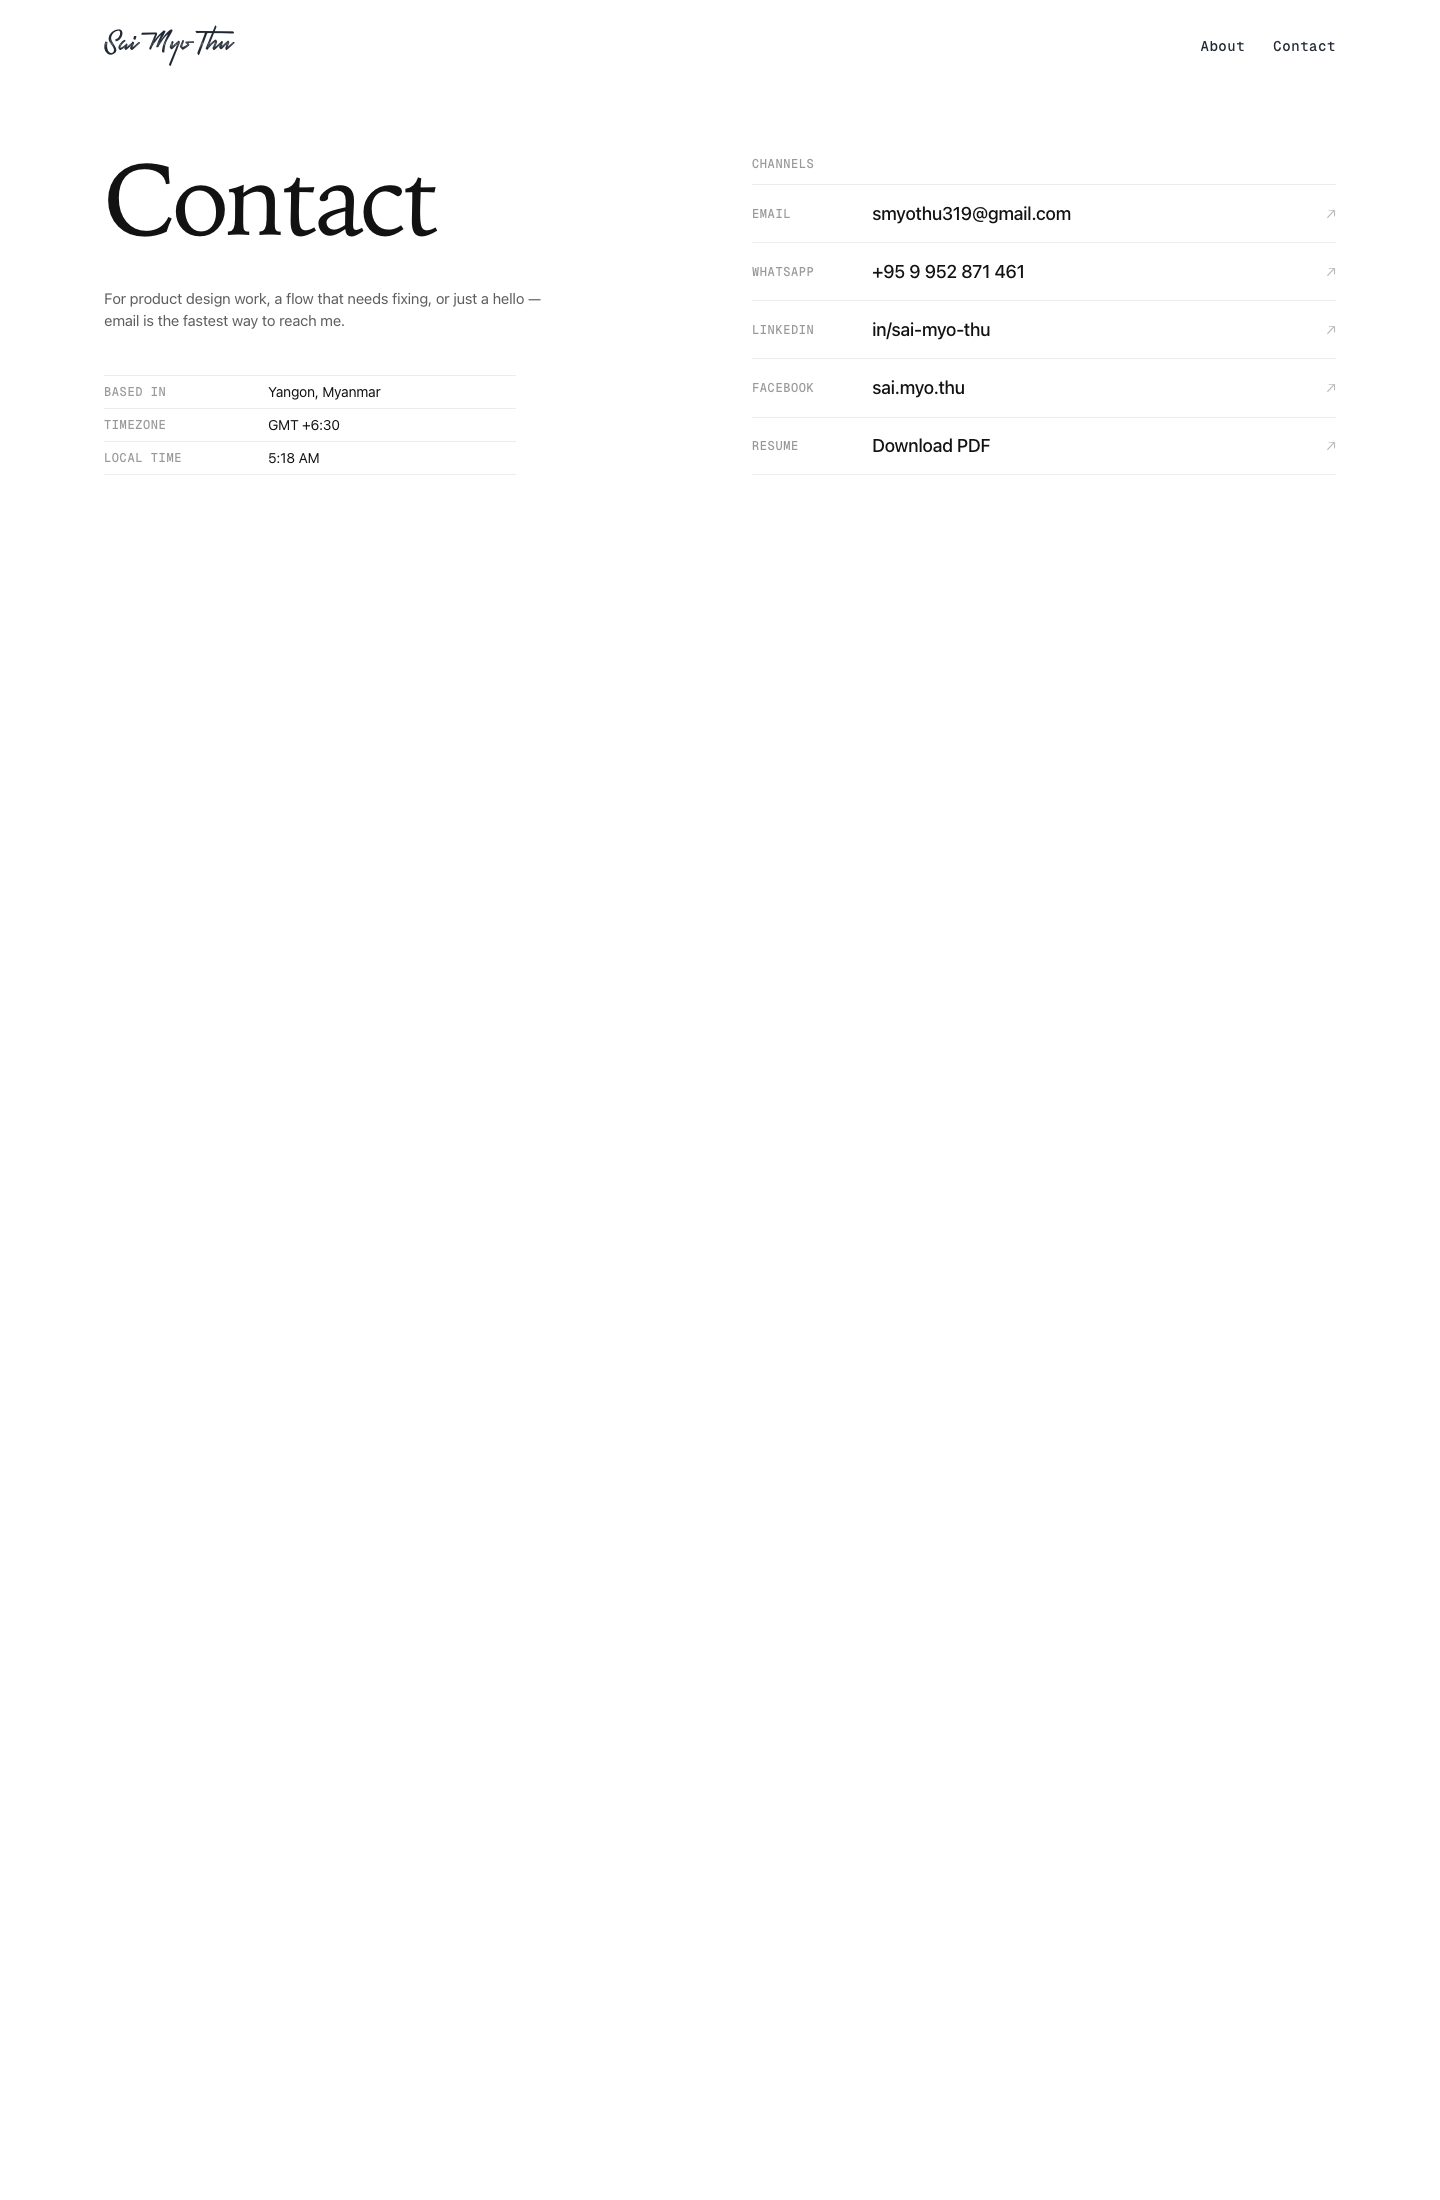 Sai Myo Thu
About
Contact
Contact
For product design work, a flow that needs fixing, or just a hello —
email is the fastest way to reach me.
BASED IN
Yangon, Myanmar
TIMEZONE
GMT +6:30
LOCAL TIME
5:18 AM
CHANNELS
EMAIL
smyothu319@gmail.com
WHATSAPP
+95 9 952 871 461
LINKEDIN
in/sai-myo-thu
FACEBOOK
sai.myo.thu
RESUME
Download PDF